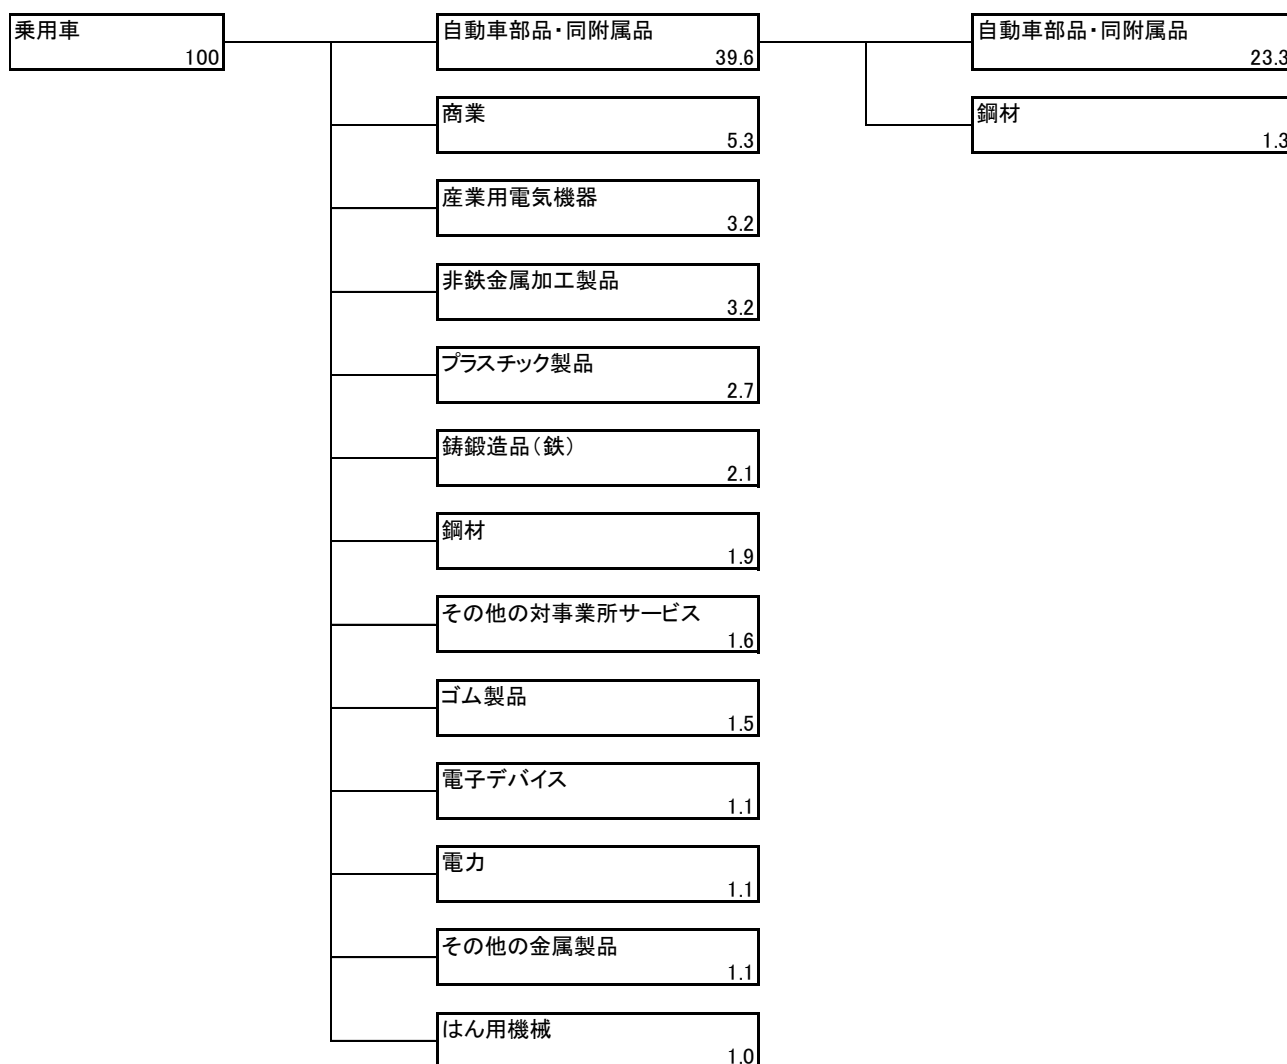 乗用車
100
自動車部品・同附属品
39.6
自動車部品・同附属品
23.3
商業
5.3
鋼材
1.3
産業用電気機器
3.2
非鉄金属加工製品
3.2
プラスチック製品
2.7
鋳鍛造品(鉄)
2.1
鋼材
1.9
その他の対事業所サービス
1.6
ゴム製品
1.5
電子デバイス
1.1
電力
1.1
その他の金属製品
1.1
はん用機械
1.0